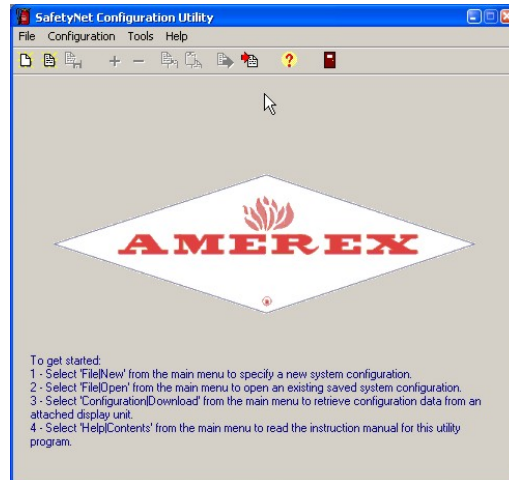 SafetyNet Configuration Utility
File Configuration Tools Help
AMEREX
To get started:
1 - Select 'File|New' from the main menu to specify a new system configuration.
2 - Select 'File|Open' from the main menu to open an existing saved system configuration.
3 - Select 'Configuration|Download' from the main menu to retrieve configuration data from an
attached display unit.
4 - Select 'Help|Contents' from the main menu to read the instruction manual for this utility
program.